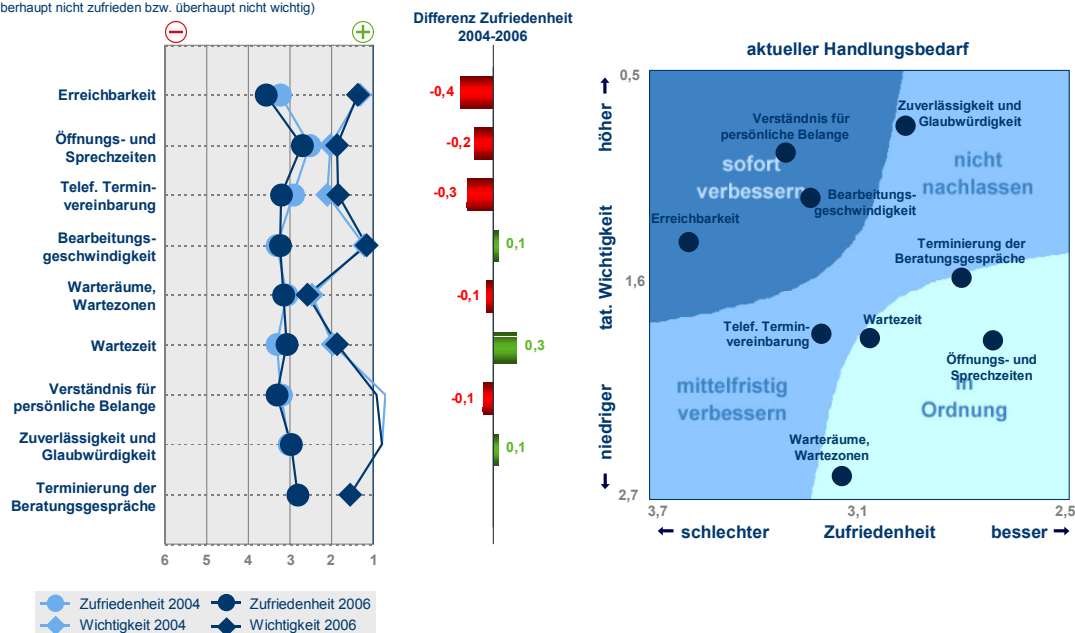 berhaupt nicht zufrieden bzw. überhaupt nicht wichtig)
Erreichbarkeit
Öffnungs- und
Sprechzeiten
Telef. Termin-
vereinbarung
Bearbeitungs-
geschwindigkeit
Warteräume,
Wartezonen
Wartezeit
Verständnis für
persönliche Belange
Zuverlässigkeit und
Glaubwürdigkeit
Terminierung der
Beratungsgespräche
6 5 4 3 2 1
Zufriedenheit 2004 Zufriedenheit 2006
Wichtigkeit 2004 Wichtigkeit 2006
Differenz Zufriedenheit
2004-2006
-0,4
-0,2
-0,3
0,1
-0,1
0,3
-0,1
0,1
aktueller Handlungsbedarf
0,5
1,6
2,7
höher
tat. Wichtigkeit
niedriger
Zuverlässigkeit und
Glaubwürdigkeit
Verständnis für
persönliche Belange
sofort
verbessern
nicht
nachlassen
Bearbeitungs-
geschwindigkeit
Erreichbarkeit
Terminierung der
Beratungsgespräche
Telef. Termin-
vereinbarung
Wartezeit
Öffnungs- und
Sprechzeiten
mittelfristig
verbessern
in
Ordnung
Warteräume,
Wartezonen
3,7 3,1 2,5
schlechter Zufriedenheit besser